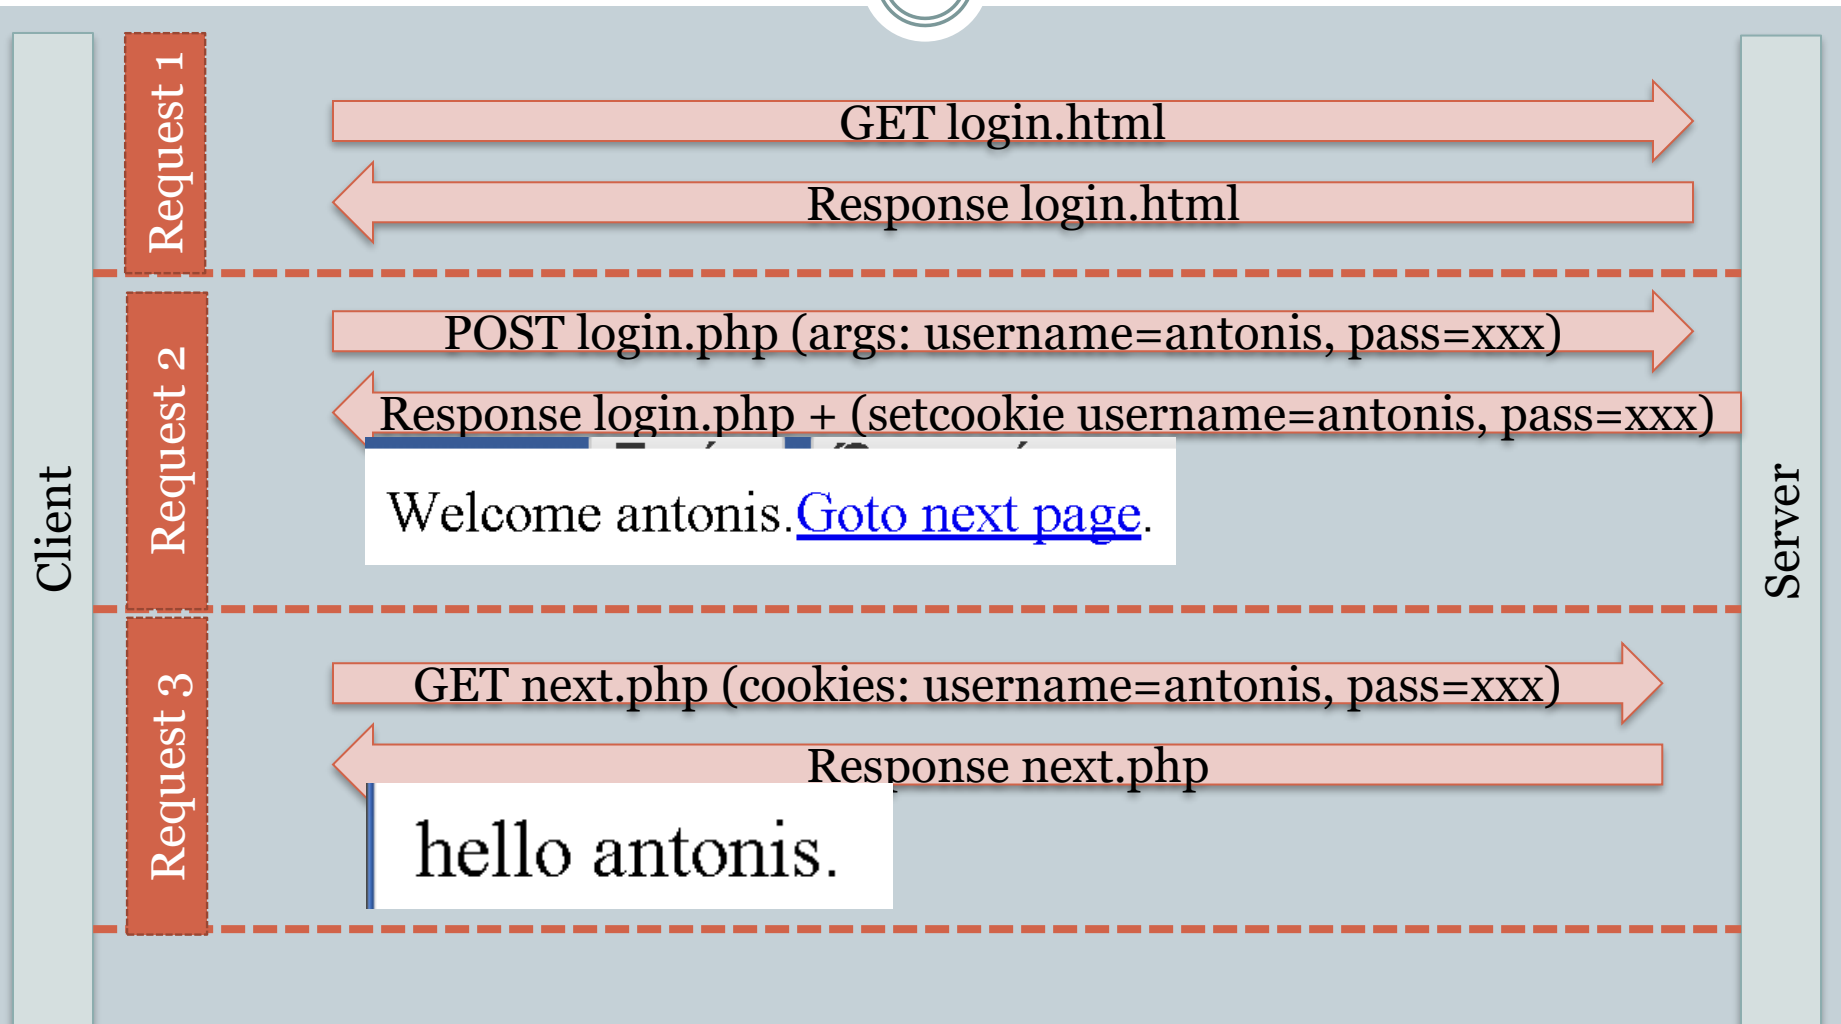 Client
Server
Request 1
GET login.html
Response login.html
Request 2
POST login.php (args: username=antonis, pass=xxx)
Response login.php + (setcookie username=antonis, pass=xxx)
Welcome antonis.Goto next page.
Request 3
GET next.php (cookies: username=antonis, pass=xxx)
Response next.php
hello antonis.